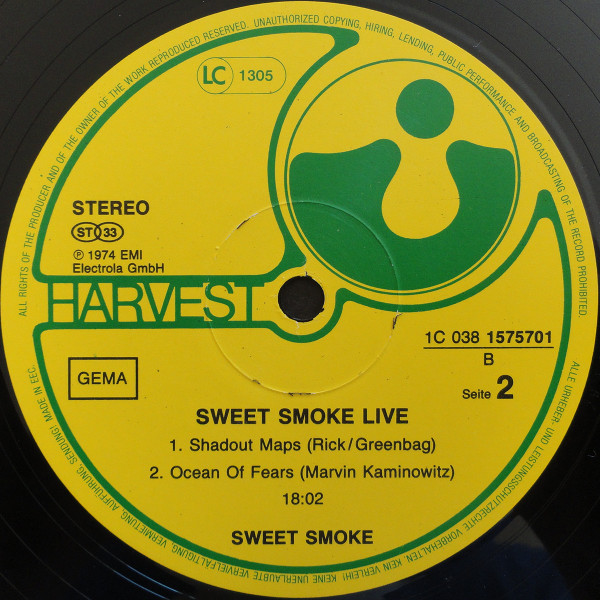 ALL RIGHTS OF THE PRODUCER AND OF THE OWNER OF THE WORK REPRODUCED RESERVED. UNAUTHORIZED COPYING, HIRING, LENDING, PUBLIC PERFORMANCE AND BROADCASTING OF THE RECORD PROHIBITED.
LC 1305
STEREO
ST 33
℗ 1974 EMI
Electrola GmbH
HARVEST
1C 038 1575701
B
GEMA
Seite 2
SWEET SMOKE LIVE
1. Shadout Maps (Rick/Greenbag)
2. Ocean Of Fears (Marvin Kaminowitz)
18:02
SWEET SMOKE
ALLE URHEBER- UND LEISTUNGSSCHUTZRECHTE VORBEHALTEN. KEIN VERLEIH! KEINE UNERLAUBTE VERVIELFÄLTIGUNG, VERMIETUNG, AUFFÜHRUNG, SENDUNG! MADE IN EEC.